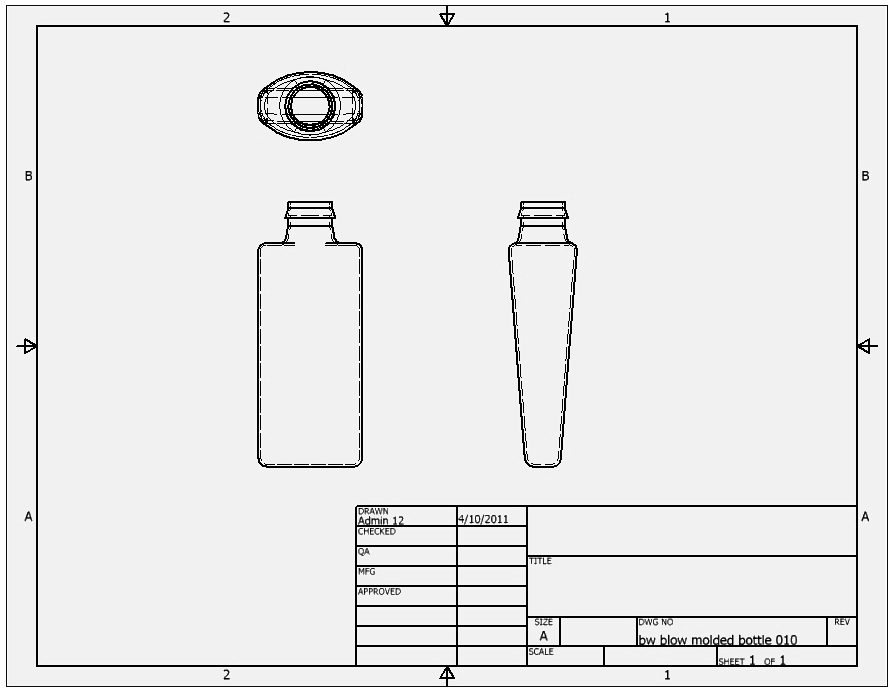 2 1
B B
A A
DRAWN
Admin 12 4/10/2011
CHECKED
QA
TITLE
MFG
APPROVED
SIZE DWG NO REV
A bw blow molded bottle 010
SCALE SHEET 1 OF 1
2 1